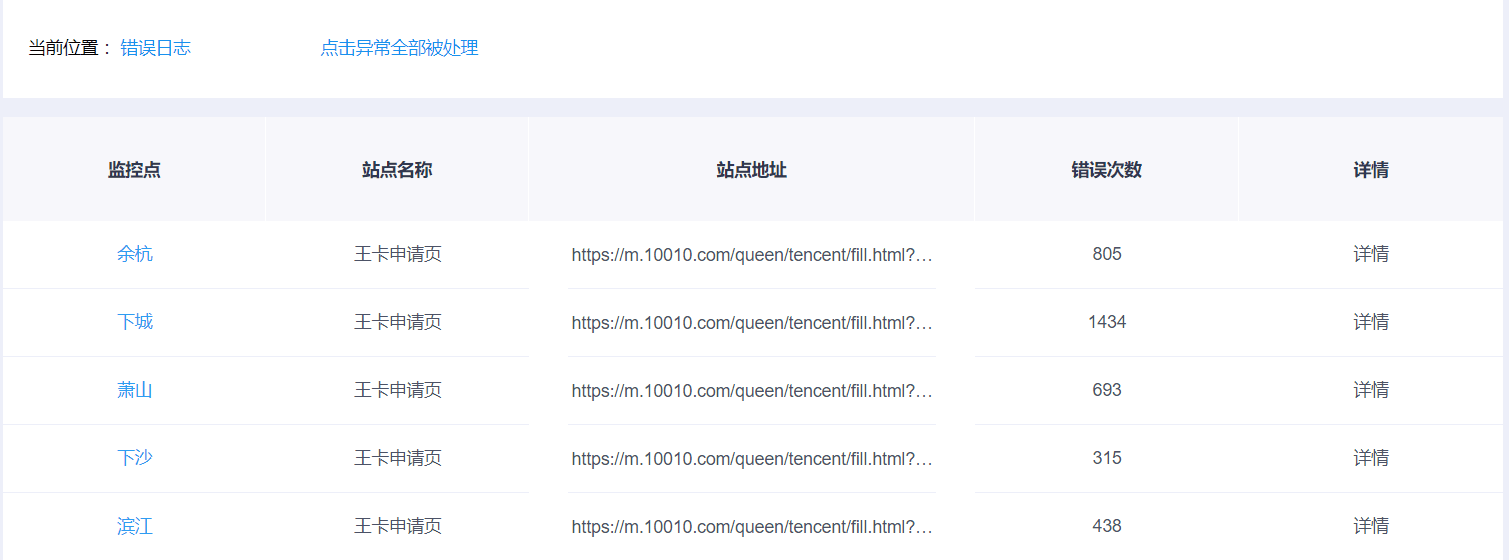 当前位置： 错误日志 点击异常全部被处理
监控点 站点名称 站点地址 错误次数 详情
余杭 王卡申请页 https://m.10010.com/queen/tencent/fill.html?… 805 详情
下城 王卡申请页 https://m.10010.com/queen/tencent/fill.html?… 1434 详情
萧山 王卡申请页 https://m.10010.com/queen/tencent/fill.html?… 693 详情
下沙 王卡申请页 https://m.10010.com/queen/tencent/fill.html?… 315 详情
滨江 王卡申请页 https://m.10010.com/queen/tencent/fill.html?… 438 详情